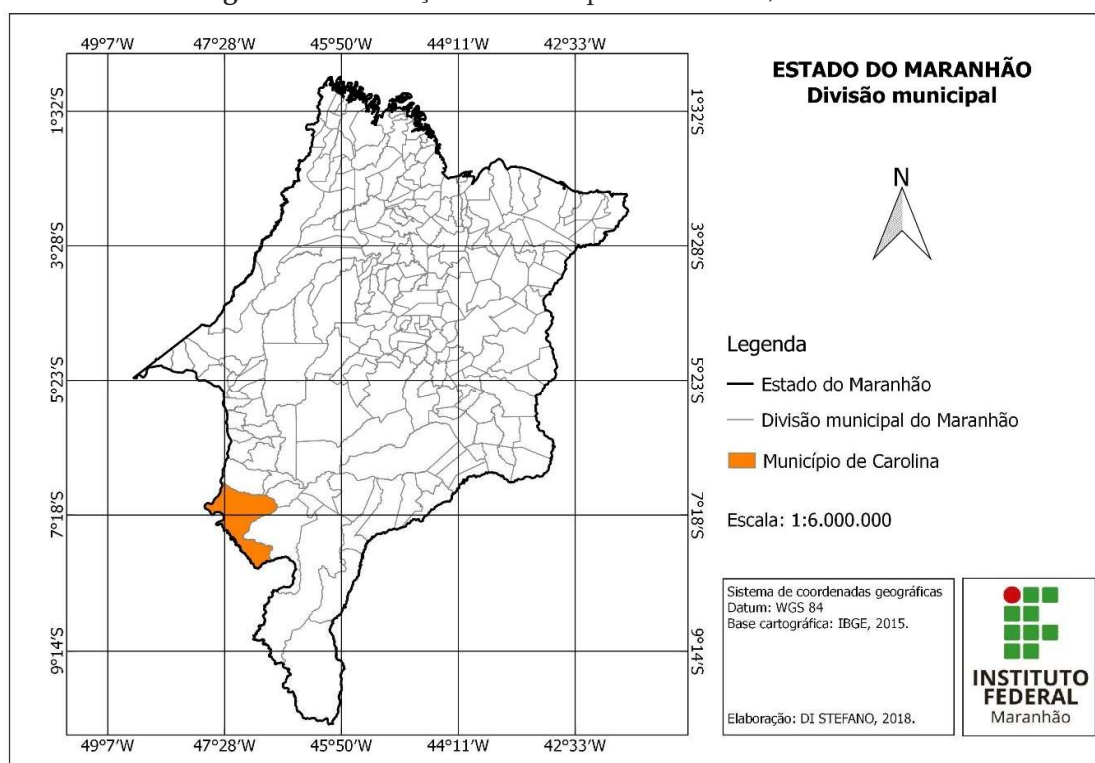 49°7'W 47°28'W 45°50'W 44°11'W 42°33'W
1°32'S 1°32'S
3°28'S 3°28'S
5°23'S 5°23'S
7°18'S 7°18'S
9°14'S 9°14'S
49°7'W 47°28'W 45°50'W 44°11'W 42°33'W
ESTADO DO MARANHÃO
Divisão municipal
N
Legenda
Estado do Maranhão
Divisão municipal do Maranhão
Município de Carolina
Escala: 1:6.000.000
Sistema de coordenadas geográficas
Datum: WGS 84
Base cartográfica: IBGE, 2015.
Elaboração: DI STEFANO, 2018.
INSTITUTO
FEDERAL
Maranhão